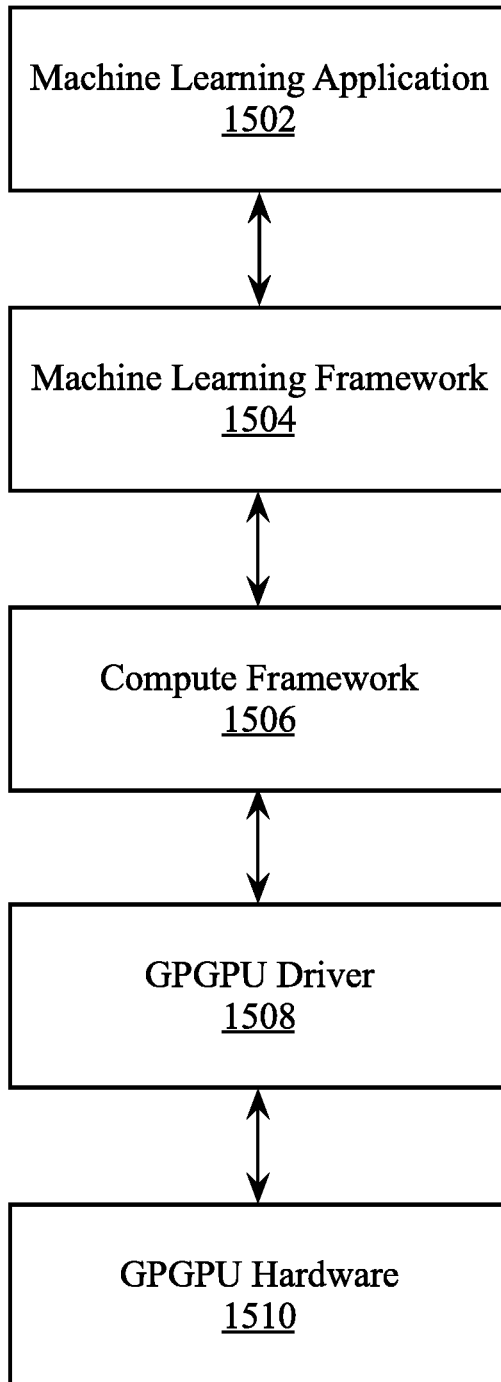 Machine Learning Application
1502
Machine Learning Framework
1504
Compute Framework
1506
GPGPU Driver
1508
GPGPU Hardware
1510